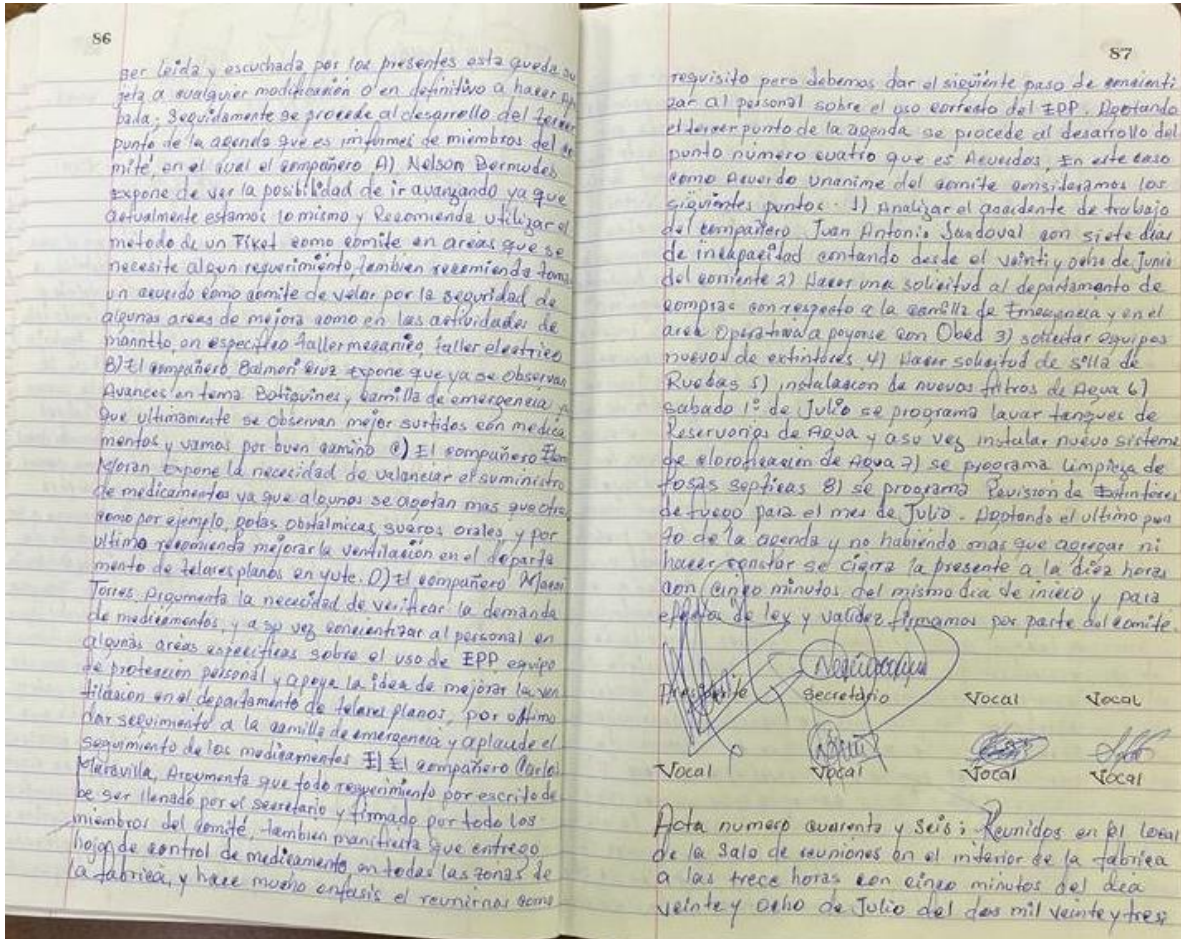 86
ser leida y escuchada por los presentes esta queda su
jeta a cualquier modificación o en definitivo a hacer Apro
bada; Seguidamente se procede al desarrollo del tercer
punto de la agenda que es informes de miembros del co
mité, en el cual el compañero A) Nelson Bermudes
Expone de ver la posibilidad de ir avanzando ya que
actualmente estamos lo mismo y Recomienda utilizar el
metodo de un Tiket como comite en areas que se
necesite algun requerimiento, tambien recomienda tomar
un acuerdo como comite de velar por la seguridad de
algunas areas de mejora como en las actividades de
manntto, en especifico taller mecanico, taller electrico
B) El compañero Balmon Cruz Expone que ya se Observan
Avances en tema Botiquines, camilla de emergencia,
que ultimamente se observan mejor surtidos con medica
mentos y vamos por buen camino C) El compañero
Moran Expone la nececidad de valanciar el suministro
de medicamentos ya que algunos se agotan mas que otros
como por ejemplo, gotas obstalmicas, sueros orales, y por
ultimo recomienda mejorar la ventilación en el departa
mento de telares planos en yute. D) El compañero
Torres Argumenta la nececidad de verificar la demanda
de medicamentos, y a su vez concientizar al personal en
algunas areas especificas sobre el uso de EPP equipo
de protección personal y apoya la idea de mejorar la ven
tilación en el departamento de telares planos, por ultimo
dar seguimiento a la camilla de emergencia y aplaude el
seguimiento de los medicamentos E) El compañero Carlos
Maravilla, Argumenta que todo requerimiento por escrito de
be ser llenado por el secretario y firmado por todo los
miembros del comité, tambien manifiesta que entrego
hojas de control de medicamento en todas las zonas de
la fabrica, y hace mucho enfasis el reunirnos como
87
requisito pero debemos dar el siguiente paso de concienti
zar al personal sobre el uso correcto del EPP. Agotando
el tercer punto de la agenda se procede al desarrollo del
punto numero cuatro que es Acuerdos, En este caso
como Acuerdo Unanime del comite consideramos los
siguientes puntos. 1) Analizar el accidente de trabajo
del compañero Juan Antonio Sandoval con siete dias
de incapacidad contando desde el veinti y ocho de junio
del corriente 2) Hacer una solicitud al departamento de
compras con respecto a la camilla de Emergencia y en el
area Operativa a poyarse con Obed 3) solicitar equipos
nuevos de extintores 4) Hacer solicitud de silla de
Ruedas 5) instalacion de nuevos filtros de Agua 6)
sabado 1º de Julio se programa lavar tanques de
Reservorios de Agua y asu vez instalar nuevo sistema
de clorificación de Agua 7) se programa Limpieza de
fosas septicas 8) se programa Revisión de Extintores
de fuego para el mes de Julio. Agotando el ultimo pun
to de la agenda y no habiendo mas que agregar ni
hacer constar se cierra la presente a la diez horas
con cinco minutos del mismo dia de inicio y para
efectos de ley y validez firmamos por parte del comité.
Presidente Secretario Vocal Vocal
Vocal Vocal Vocal Vocal
Acta numero cuarenta y Seis: Reunidos en el local
de la Sala de reuniones en el interior de la fabrica
a las trece horas con cinco minutos del dia
veinte y ocho de Julio del dos mil veinte y tres;